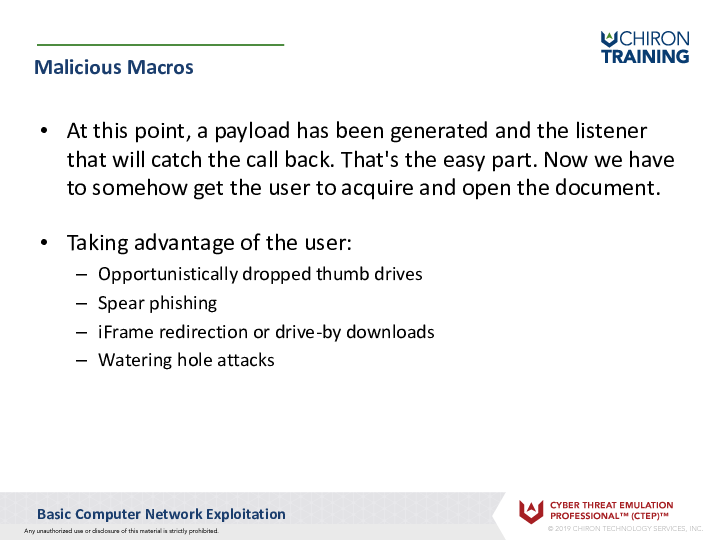 CHIRON
TRAINING
Malicious Macros
• At this point, a payload has been generated and the listener
that will catch the call back. That's the easy part. Now we have
to somehow get the user to acquire and open the document.
• Taking advantage of the user:
– Opportunistically dropped thumb drives
– Spear phishing
– iFrame redirection or drive-by downloads
– Watering hole attacks
Basic Computer Network Exploitation
Any unauthorized use or disclosure of this material is strictly prohibited.
CYBER THREAT EMULATION
PROFESSIONAL™ (CTEP)™
© 2019 CHIRON TECHNOLOGY SERVICES, INC.